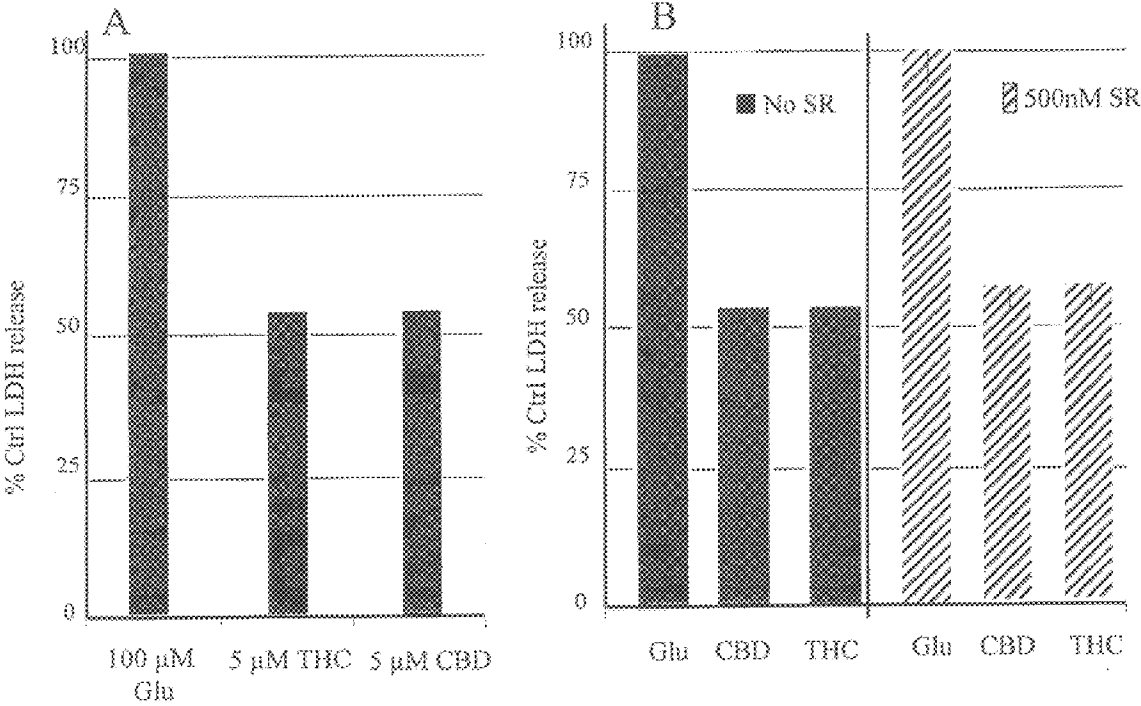 A
% Ctrl LDH release
100
75
50
25
0
100 µM
Glu
5 µM THC
5 µM CBD
B
% Ctrl LDH release
100
75
50
25
0
No SR
500nM SR
Glu
CBD
THC
Glu
CBD
THC